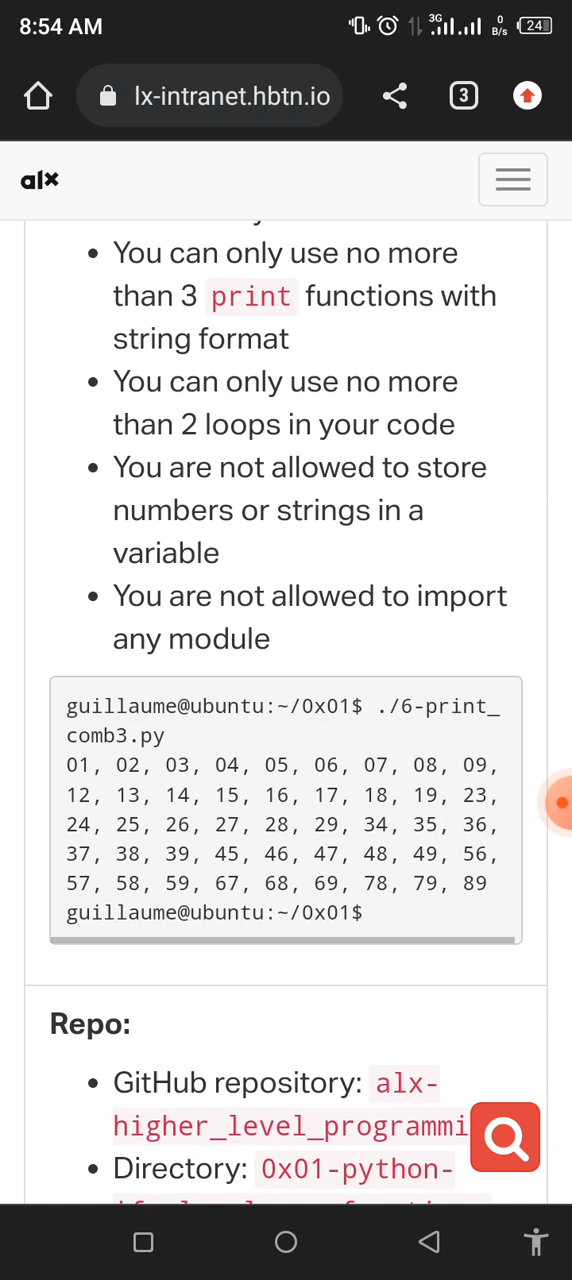 8:54 AM
3G
0
B/s
24
lx-intranet.hbtn.io
3
alx
• You can only use no more
than 3 print functions with
string format
• You can only use no more
than 2 loops in your code
• You are not allowed to store
numbers or strings in a
variable
• You are not allowed to import
any module
guillaume@ubuntu:~/0x01$ ./6-print_
comb3.py
01, 02, 03, 04, 05, 06, 07, 08, 09,
12, 13, 14, 15, 16, 17, 18, 19, 23,
24, 25, 26, 27, 28, 29, 34, 35, 36,
37, 38, 39, 45, 46, 47, 48, 49, 56,
57, 58, 59, 67, 68, 69, 78, 79, 89
guillaume@ubuntu:~/0x01$
Repo:
• GitHub repository: alx-
higher_level_programmi
• Directory: 0x01-python-